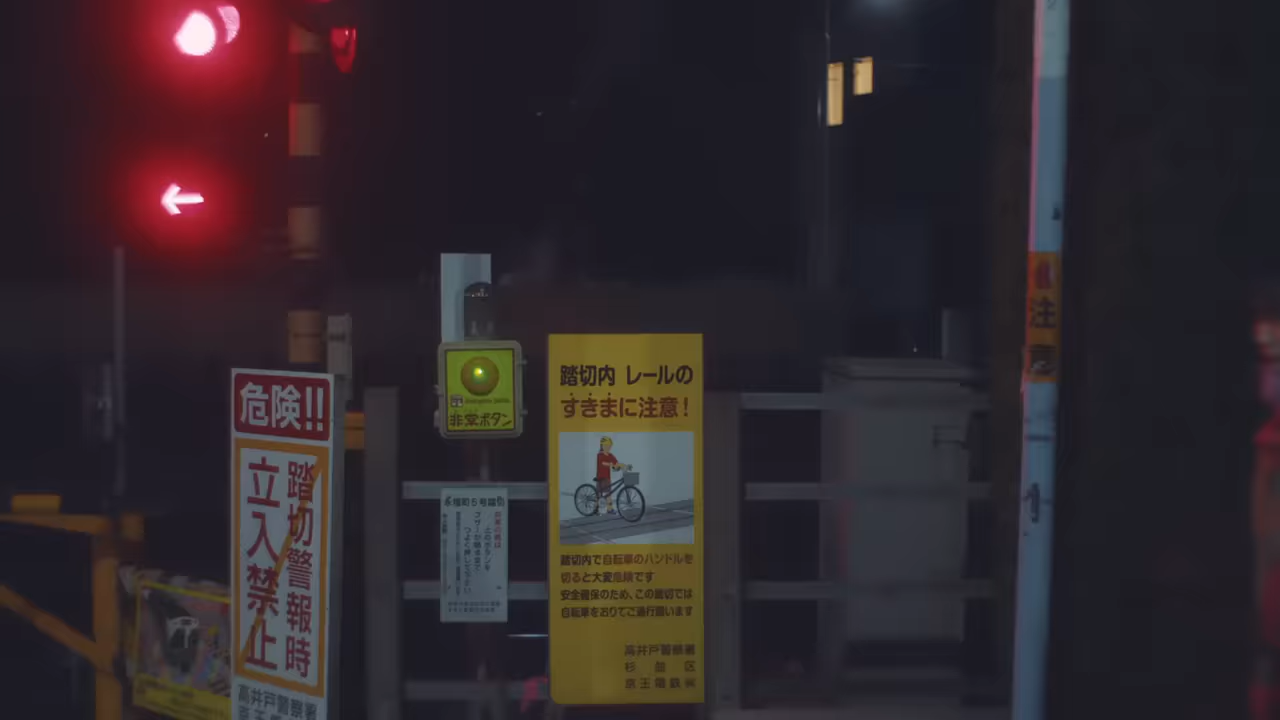 危険!!
踏切警報時
立入禁止
高井戸警察署
非常ボタン
踏切内 レールの
すきまに注意!
踏切内で自転車のハンドルを
切ると大変危険です
安全確保のため、この踏切では
自転車をおりてご通行願います
高井戸警察署
杉並区
京王電鉄㈱
注